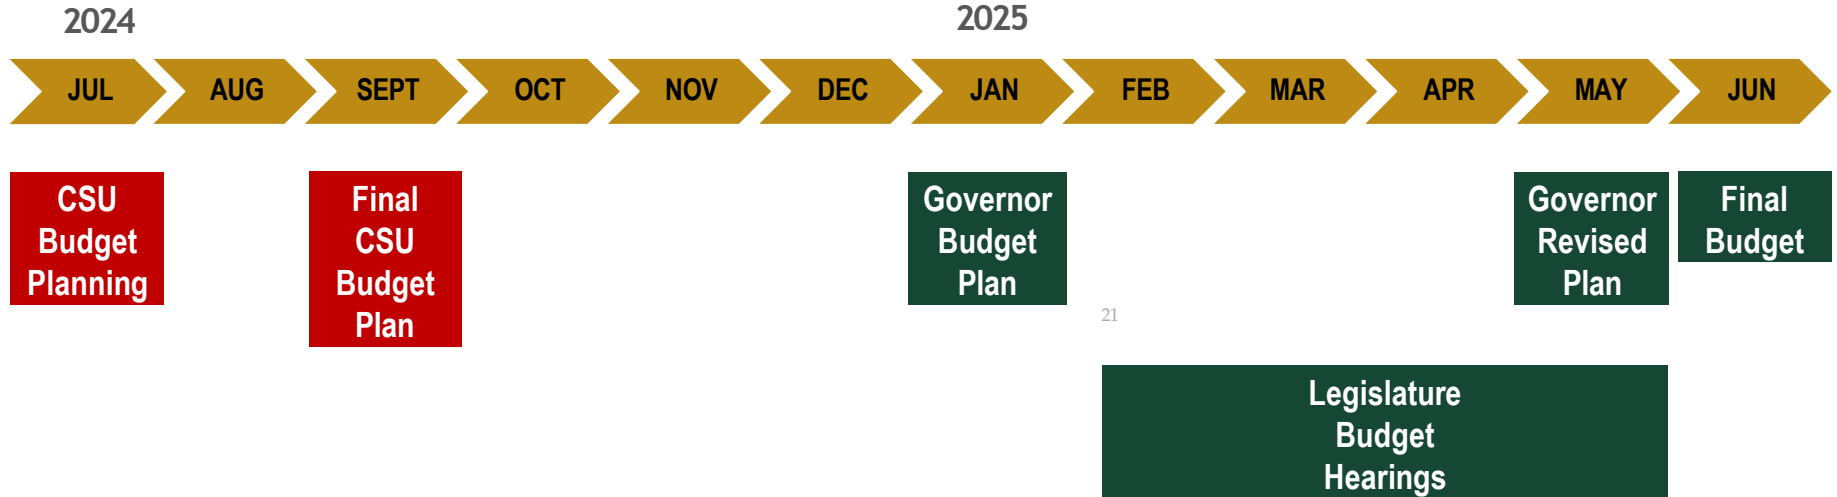 2024
2025
JUL
AUG
SEPT
OCT
NOV
DEC
JAN
FEB
MAR
APR
MAY
JUN
CSU
Budget
Planning
Final
CSU
Budget
Plan
Governor
Budget
Plan
Governor
Revised
Plan
Final
Budget
21
Legislature
Budget
Hearings